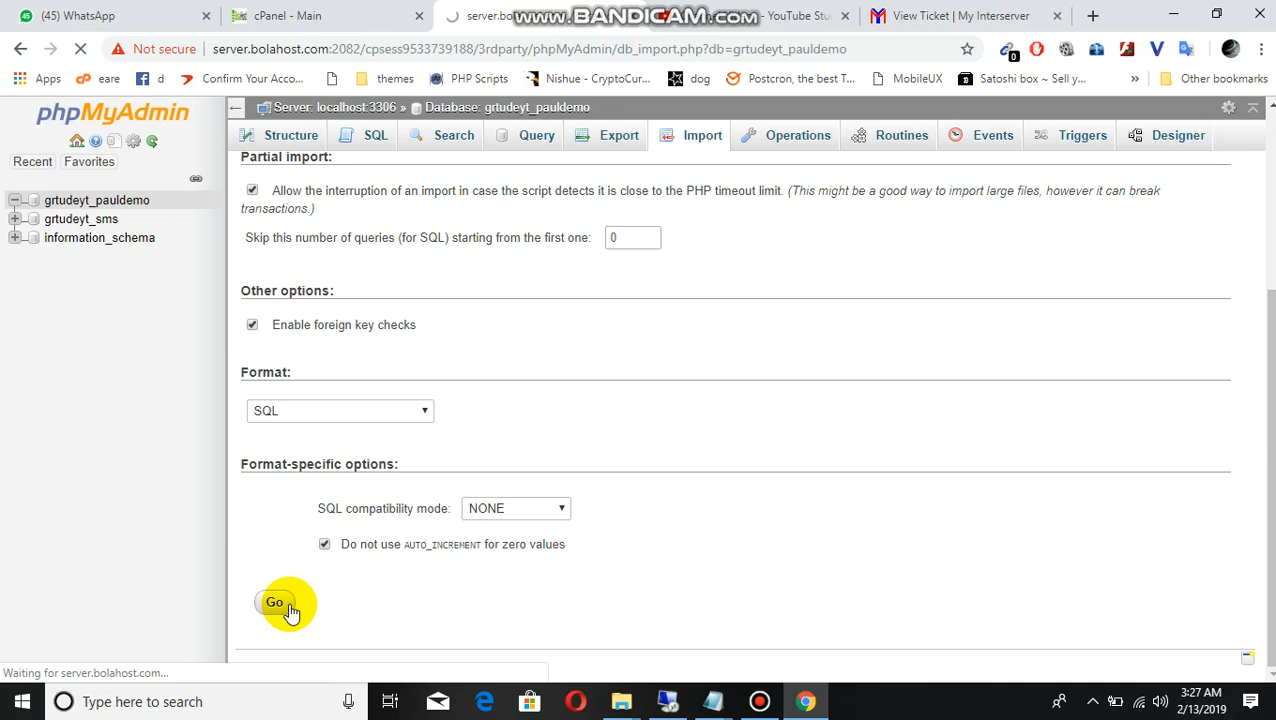 (45) WhatsApp
cPanel - Main
server.bolahost.com
www.BANDICAM.com
- YouTube Stu
View Ticket | My Interserver
Not secure
server.bolahost.com:2082/cpsess9533739188/3rdparty/phpMyAdmin/db_import.php?db=grtudeyt_pauldemo
0
Apps
eare
d
Confirm Your Acco...
themes
PHP Scripts
Nishue - CryptoCur...
dog
Postcron, the best T...
MobileUX
Satoshi box ~ Sell y...
Other bookmarks
phpMyAdmin
Recent
Favorites
grtudeyt_pauldemo
grtudeyt_sms
information_schema
Server: localhost:3306 » Database: grtudeyt_pauldemo
Structure
SQL
Search
Query
Export
Import
Operations
Routines
Events
Triggers
Designer
Partial import:
Allow the interruption of an import in case the script detects it is close to the PHP timeout limit. (This might be a good way to import large files, however it can break
transactions.)
Skip this number of queries (for SQL) starting from the first one: 0
Other options:
Enable foreign key checks
Format:
SQL
Format-specific options:
SQL compatibility mode: NONE
Do not use AUTO_INCREMENT for zero values
Go
Waiting for server.bolahost.com...
Type here to search
3:27 AM
2/13/2019